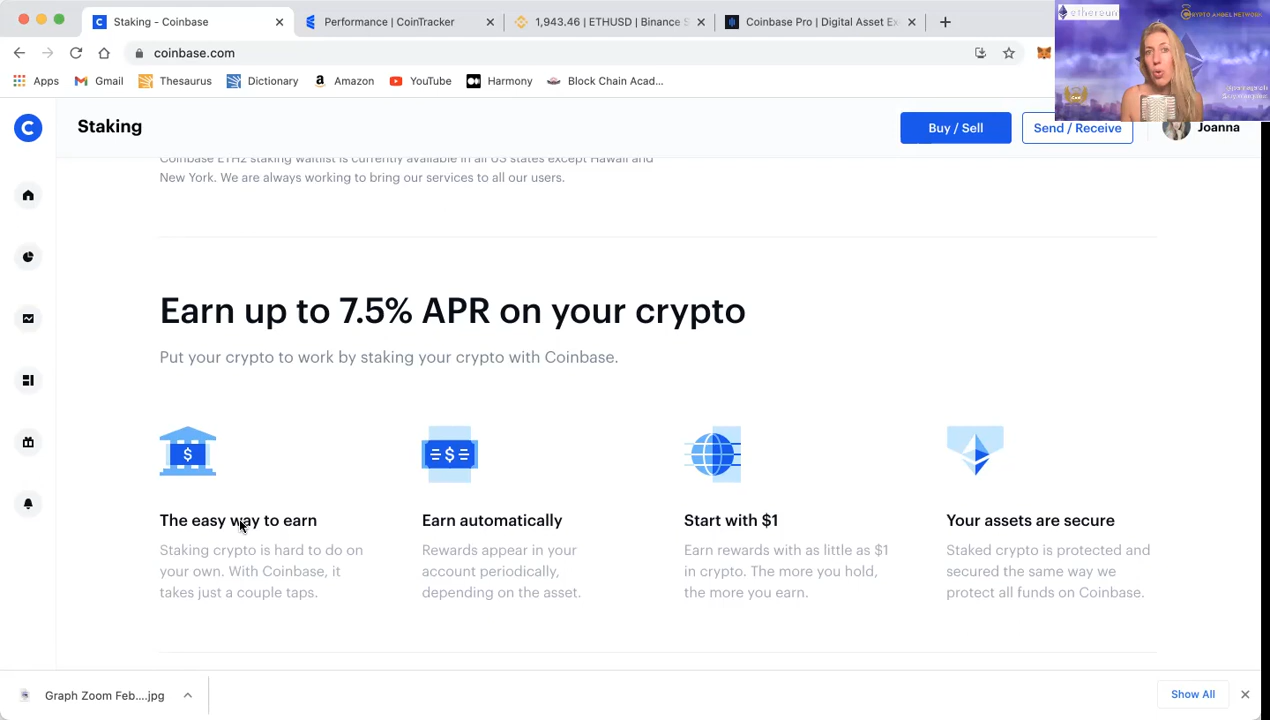 Staking - Coinbase
Performance | CoinTracker
1,943.46 | ETHUSD | Binance S
Coinbase Pro | Digital Asset Ex
coinbase.com
Apps
Gmail
Thesaurus
Dictionary
Amazon
YouTube
Harmony
Block Chain Acad...
ethereum
CRYPTO ANGEL NETWORK
C
Staking
Buy / Sell
Send / Receive
Joanna
Coinbase ETH2 staking waitlist is currently available in all US states except Hawaii and
New York. We are always working to bring our services to all our users.
Earn up to 7.5% APR on your crypto
Put your crypto to work by staking your crypto with Coinbase.
The easy way to earn
Staking crypto is hard to do on
your own. With Coinbase, it
takes just a couple taps.
Earn automatically
Rewards appear in your
account periodically,
depending on the asset.
Start with $1
Earn rewards with as little as $1
in crypto. The more you hold,
the more you earn.
Your assets are secure
Staked crypto is protected and
secured the same way we
protect all funds on Coinbase.
Graph Zoom Feb....jpg
Show All